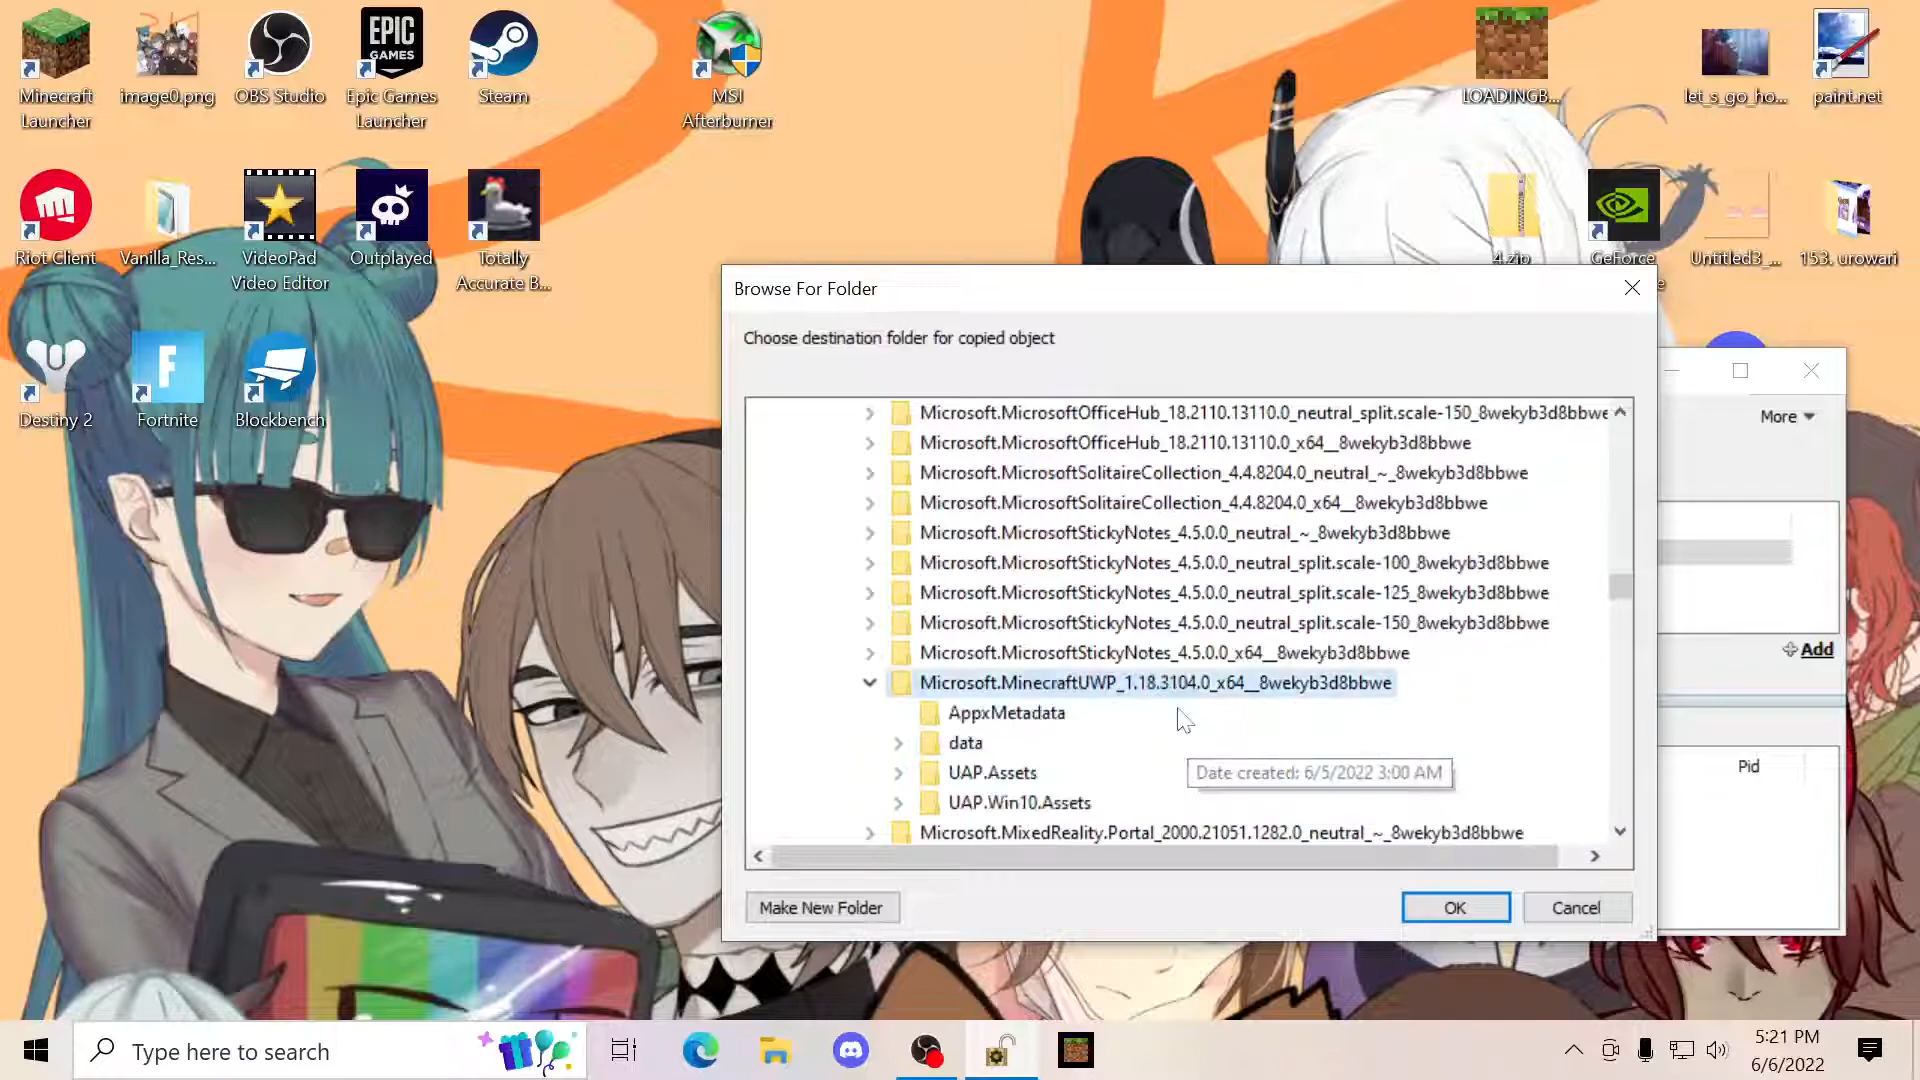 Minecraft
Launcher
image0.png
OBS Studio
EPIC
GAMES
Epic Games
Launcher
Steam
MSI
Afterburner
LOADINGB...
let_s_go_ho...
paint.net
Riot Client
Vanilla_Res...
VideoPad
Video Editor
Outplayed
Totally
Accurate B...
4.zip
GeForce
Untitled3_...
153. urowari
Destiny 2
Fortnite
Blockbench
Browse For Folder
Choose destination folder for copied object
Microsoft.MicrosoftOfficeHub_18.2110.13110.0_neutral_split.scale-150_8wekyb3d8bbwe
Microsoft.MicrosoftOfficeHub_18.2110.13110.0_x64__8wekyb3d8bbwe
Microsoft.MicrosoftSolitaireCollection_4.4.8204.0_neutral_~_8wekyb3d8bbwe
Microsoft.MicrosoftSolitaireCollection_4.4.8204.0_x64__8wekyb3d8bbwe
Microsoft.MicrosoftStickyNotes_4.5.0.0_neutral_~_8wekyb3d8bbwe
Microsoft.MicrosoftStickyNotes_4.5.0.0_neutral_split.scale-100_8wekyb3d8bbwe
Microsoft.MicrosoftStickyNotes_4.5.0.0_neutral_split.scale-125_8wekyb3d8bbwe
Microsoft.MicrosoftStickyNotes_4.5.0.0_neutral_split.scale-150_8wekyb3d8bbwe
Microsoft.MicrosoftStickyNotes_4.5.0.0_x64__8wekyb3d8bbwe
Microsoft.MinecraftUWP_1.18.3104.0_x64__8wekyb3d8bbwe
AppxMetadata
data
UAP.Assets
UAP.Win10.Assets
Date created: 6/5/2022 3:00 AM
Microsoft.MixedReality.Portal_2000.21051.1282.0_neutral_~_8wekyb3d8bbwe
Make New Folder
OK
Cancel
More
Add
Pid
Type here to search
5:21 PM
6/6/2022